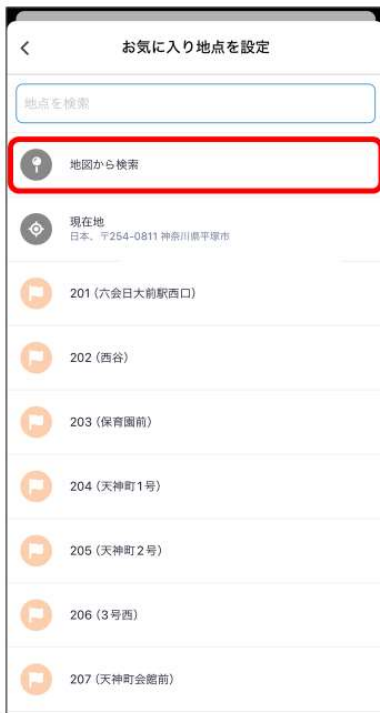 お気に入り地点を設定
地点を検索
地図から検索
現在地
日本、〒254-0811 神奈川県平塚市
201 (六会日大前駅西口)
202 (西谷)
203 (保育園前)
204 (天神町1号)
205 (天神町2号)
206 (3号西)
207 (天神町会館前)